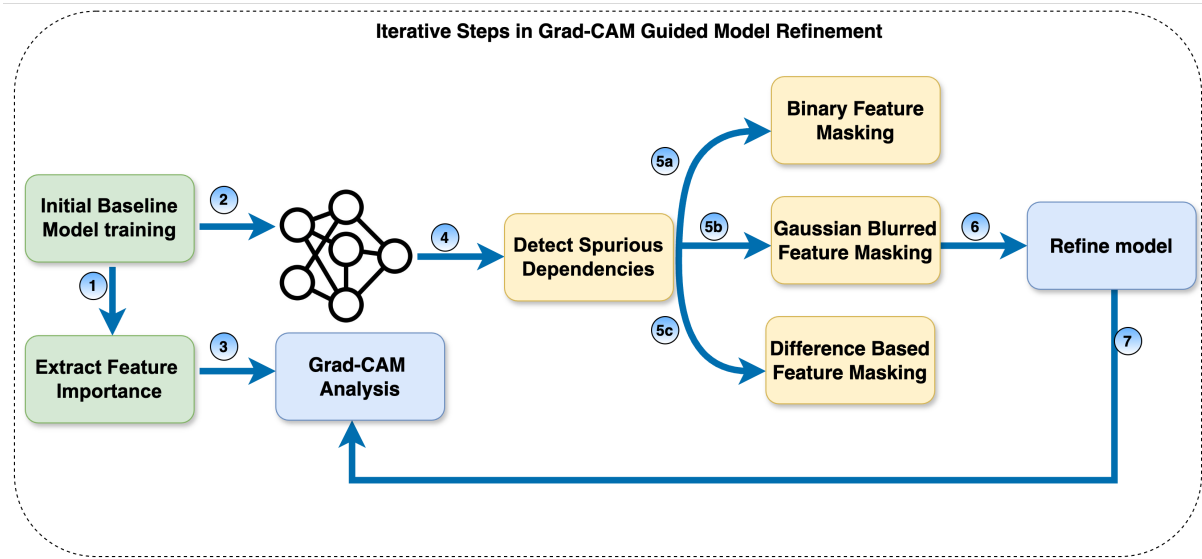 Iterative Steps in Grad-CAM Guided Model Refinement
Initial Baseline
Model training
1
2
Extract Feature
Importance
3
Grad-CAM
Analysis
4
Detect Spurious
Dependencies
5a
Binary Feature
Masking
5b
Gaussian Blurred
Feature Masking
5c
Difference Based
Feature Masking
6
Refine model
7